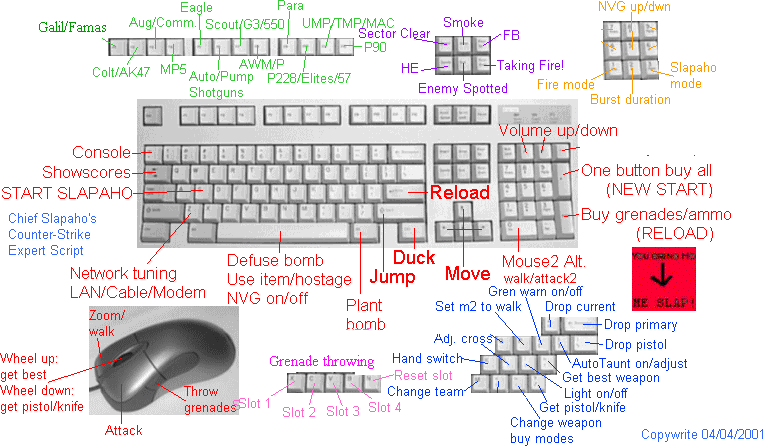 Galil/Famas
Aug/Comm.
Eagle
Scout/G3/550
Para
UMP/TMP/MAC
P90
Colt/AK47
MP5
Auto/Pump
Shotguns
AWM/P
P228/Elites/57
Smoke
Sector Clear
FB
HE
Taking Fire!
Enemy Spotted
NVG up/dwn
Fire mode
Slapaho
mode
Burst duration
Console
Showscores
START SLAPAHO
Chief Slapaho's
Counter-Strike
Expert Script
Network tuning
LAN/Cable/Modem
Defuse bomb
Use item/hostage
NVG on/off
Plant
bomb
Jump
Duck
Reload
Move
Volume up/down
One button buy all
(NEW START)
Buy grenades/ammo
(RELOAD)
Mouse2 Alt.
walk/attack2
ME SLAP!
Zoom/
walk
Wheel up:
get best
Wheel down:
get pistol/knife
Attack
Throw
grenades
Grenade throwing
Reset slot
Slot 1
Slot 2
Slot 3
Slot 4
Gren warn on/off
Set m2 to walk
Drop current
Drop primary
Adj. cross
Drop pistol
Hand switch
AutoTaunt on/adjust
Get best weapon
Change team
Light on/off
Get pistol/knife
Change weapon
buy modes
Copywrite 04/04/2001